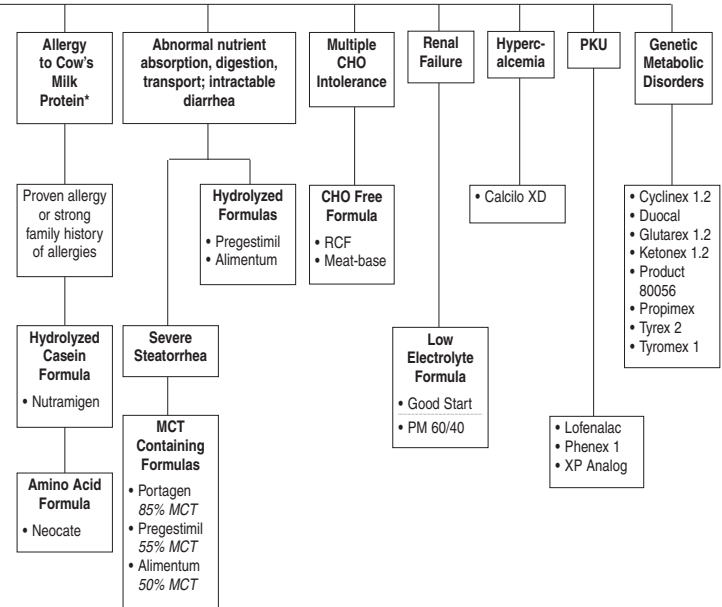 Allergy
to Cow's
Milk
Protein*
Proven allergy
or strong
family history
of allergies
Hydrolyzed
Casein
Formula
• Nutramigen
Amino Acid
Formula
• Neocate
Abnormal nutrient
absorption, digestion,
transport; intractable
diarrhea
Hydrolyzed
Formulas
• Pregestimil
• Alimentum
Severe
Steatorrhea
MCT
Containing
Formulas
• Portagen
85% MCT
• Pregestimil
55% MCT
• Alimentum
50% MCT
Multiple
CHO
Intolerance
CHO Free
Formula
• RCF
• Meat-base
Renal
Failure
Low
Electrolyte
Formula
• Good Start
• PM 60/40
Hyperc-
alcemia
• Calcilo XD
PKU
• Lofenalac
• Phenex 1
• XP Analog
Genetic
Metabolic
Disorders
• Cyclinex 1.2
• Duocal
• Glutarex 1.2
• Ketonex 1.2
• Product
80056
• Propimex
• Tyrex 2
• Tyromex 1